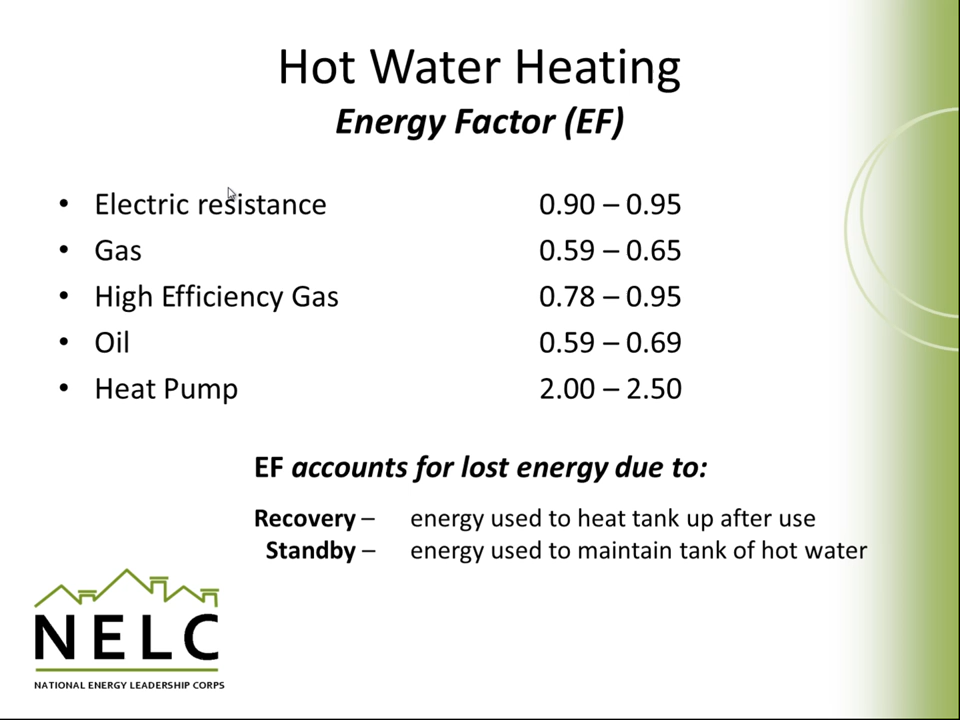 Hot Water Heating
Energy Factor (EF)
• Electric resistance 0.90 – 0.95
• Gas 0.59 – 0.65
• High Efficiency Gas 0.78 – 0.95
• Oil 0.59 – 0.69
• Heat Pump 2.00 – 2.50
EF accounts for lost energy due to:
Recovery – energy used to heat tank up after use
Standby – energy used to maintain tank of hot water
NELC
NATIONAL ENERGY LEADERSHIP CORPS